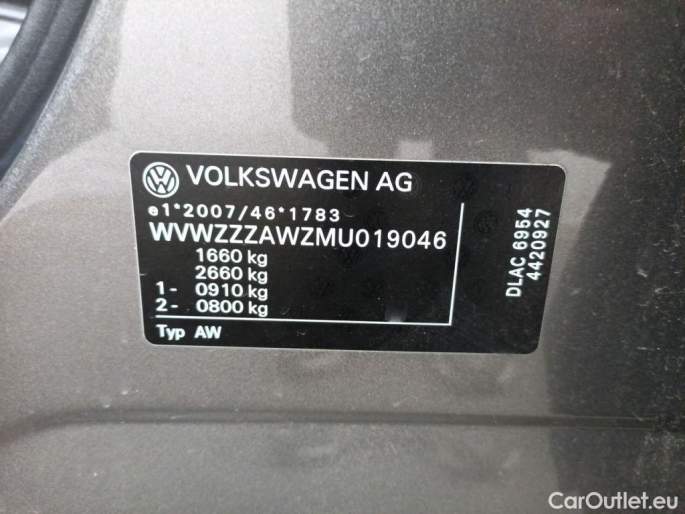 VOLKSWAGEN AG
e1*2007/46*1783
WVWZZZAWZMU019046
1660 kg
2660 kg
1- 0910 kg
2- 0800 kg
Typ AW
DLAC 6954
4420927
CarOutlet.eu